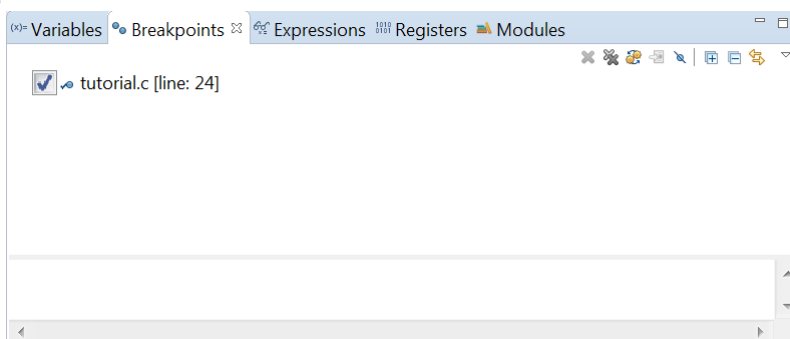 (x)= Variables Breakpoints Expressions 1010 0101 Registers Modules
tutorial.c [line: 24]